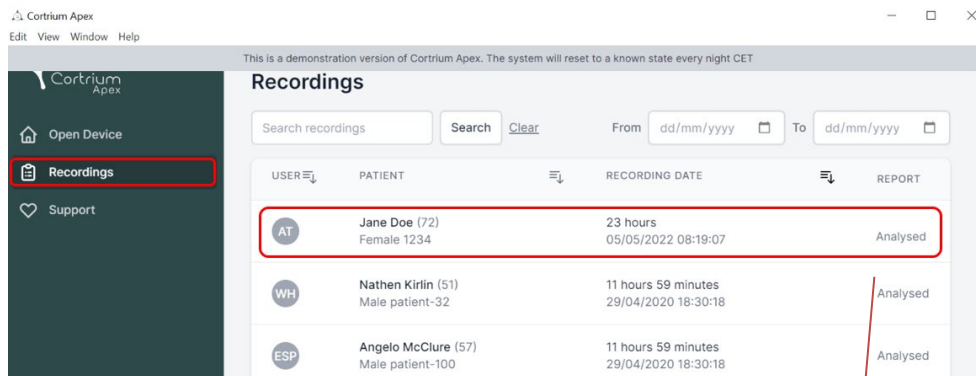 Cortrium Apex
Edit View Window Help
This is a demonstration version of Cortrium Apex. The system will reset to a known state every night CET
Cortrium
Apex
Open Device
Recordings
Support
Recordings
Search recordings Search Clear From dd/mm/yyyy To dd/mm/yyyy
USER PATIENT RECORDING DATE REPORT
AT Jane Doe (72) 23 hours
Female 1234 05/05/2022 08:19:07 Analysed
WH Nathen Kirlin (51) 11 hours 59 minutes
Male patient-32 29/04/2020 18:30:18 Analysed
ESP Angelo McClure (57) 11 hours 59 minutes
Male patient-100 29/04/2020 18:30:18 Analysed